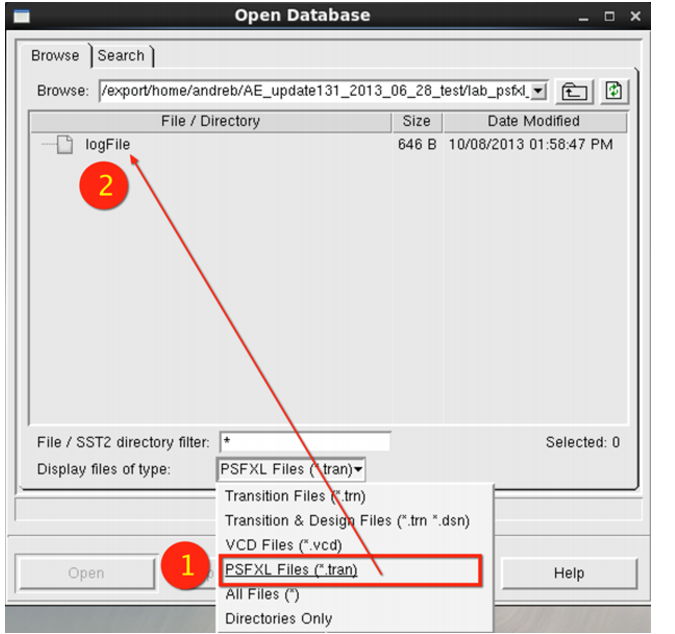 Open Database
Browse Search
Browse: /export/home/andreb/AE_update131_2013_06_28_test/lab_psfxl_
File / Directory Size Date Modified
logFile 646 B 10/08/2013 01:58:47 PM
2
File / SST2 directory filter: * Selected: 0
Display files of type: PSFXL Files (*.tran)
Transition Files (*.trn)
Transition & Design Files (*.trn *.dsn)
VCD Files (*.vcd)
1 PSFXL Files (*.tran)
Open Help
All Files (*)
Directories Only